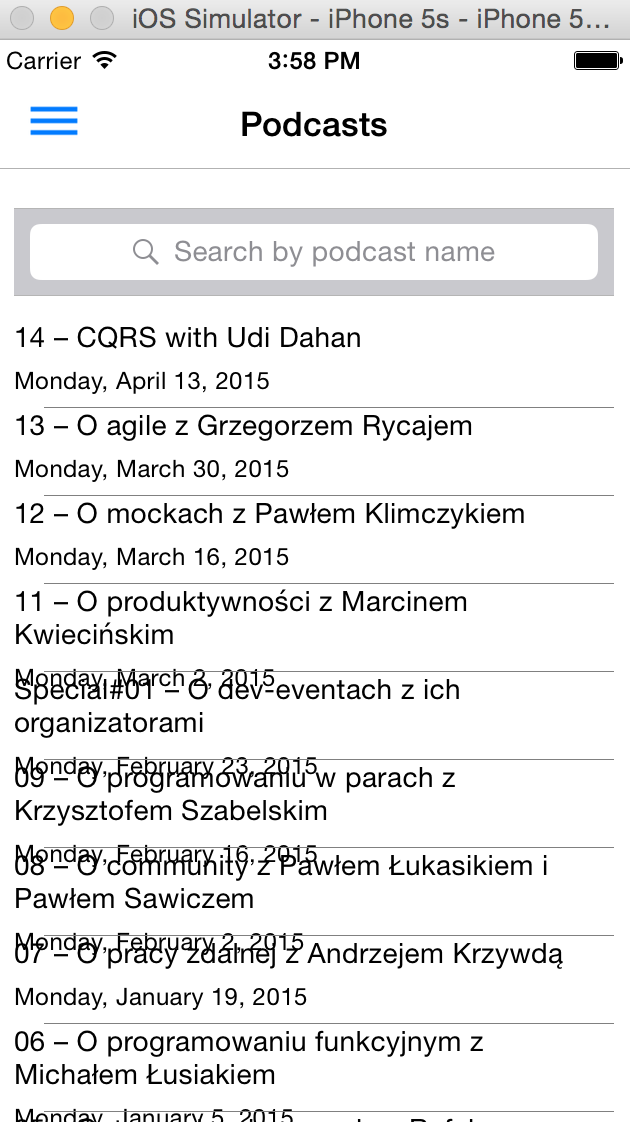 iOS Simulator - iPhone 5s - iPhone 5...
Carrier 3:58 PM
Podcasts
Search by podcast name
14 – CQRS with Udi Dahan
Monday, April 13, 2015
13 – O agile z Grzegorzem Rycajem
Monday, March 30, 2015
12 – O mockach z Pawłem Klimczykiem
Monday, March 16, 2015
11 – O produktywności z Marcinem
Kwiecińskim
Monday, March 2, 2015
Special#01 – O dev-eventach z ich
organizatorami
Monday, February 23, 2015
09 – O programowaniu w parach z
Krzysztofem Szabelskim
Monday, February 16, 2015
08 – O community z Pawłem Łukasikiem i
Pawłem Sawiczem
Monday, February 2, 2015
07 – O pracy zdalnej z Andrzejem Krzywdą
Monday, January 19, 2015
06 – O programowaniu funkcyjnym z
Michałem Łusiakiem
Monday, January 5, 2015